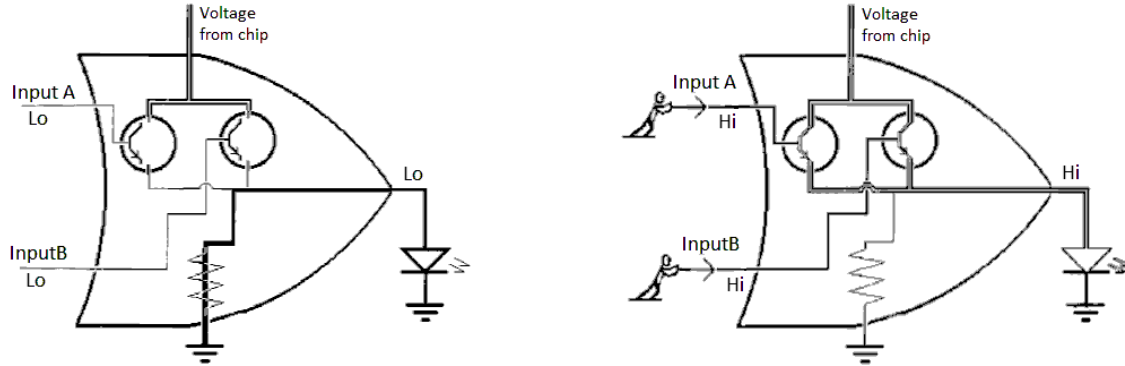 Voltage
from chip
Input A
Lo
Lo
InputB
Lo
Voltage
from chip
Input A
Hi
Hi
InputB
Hi